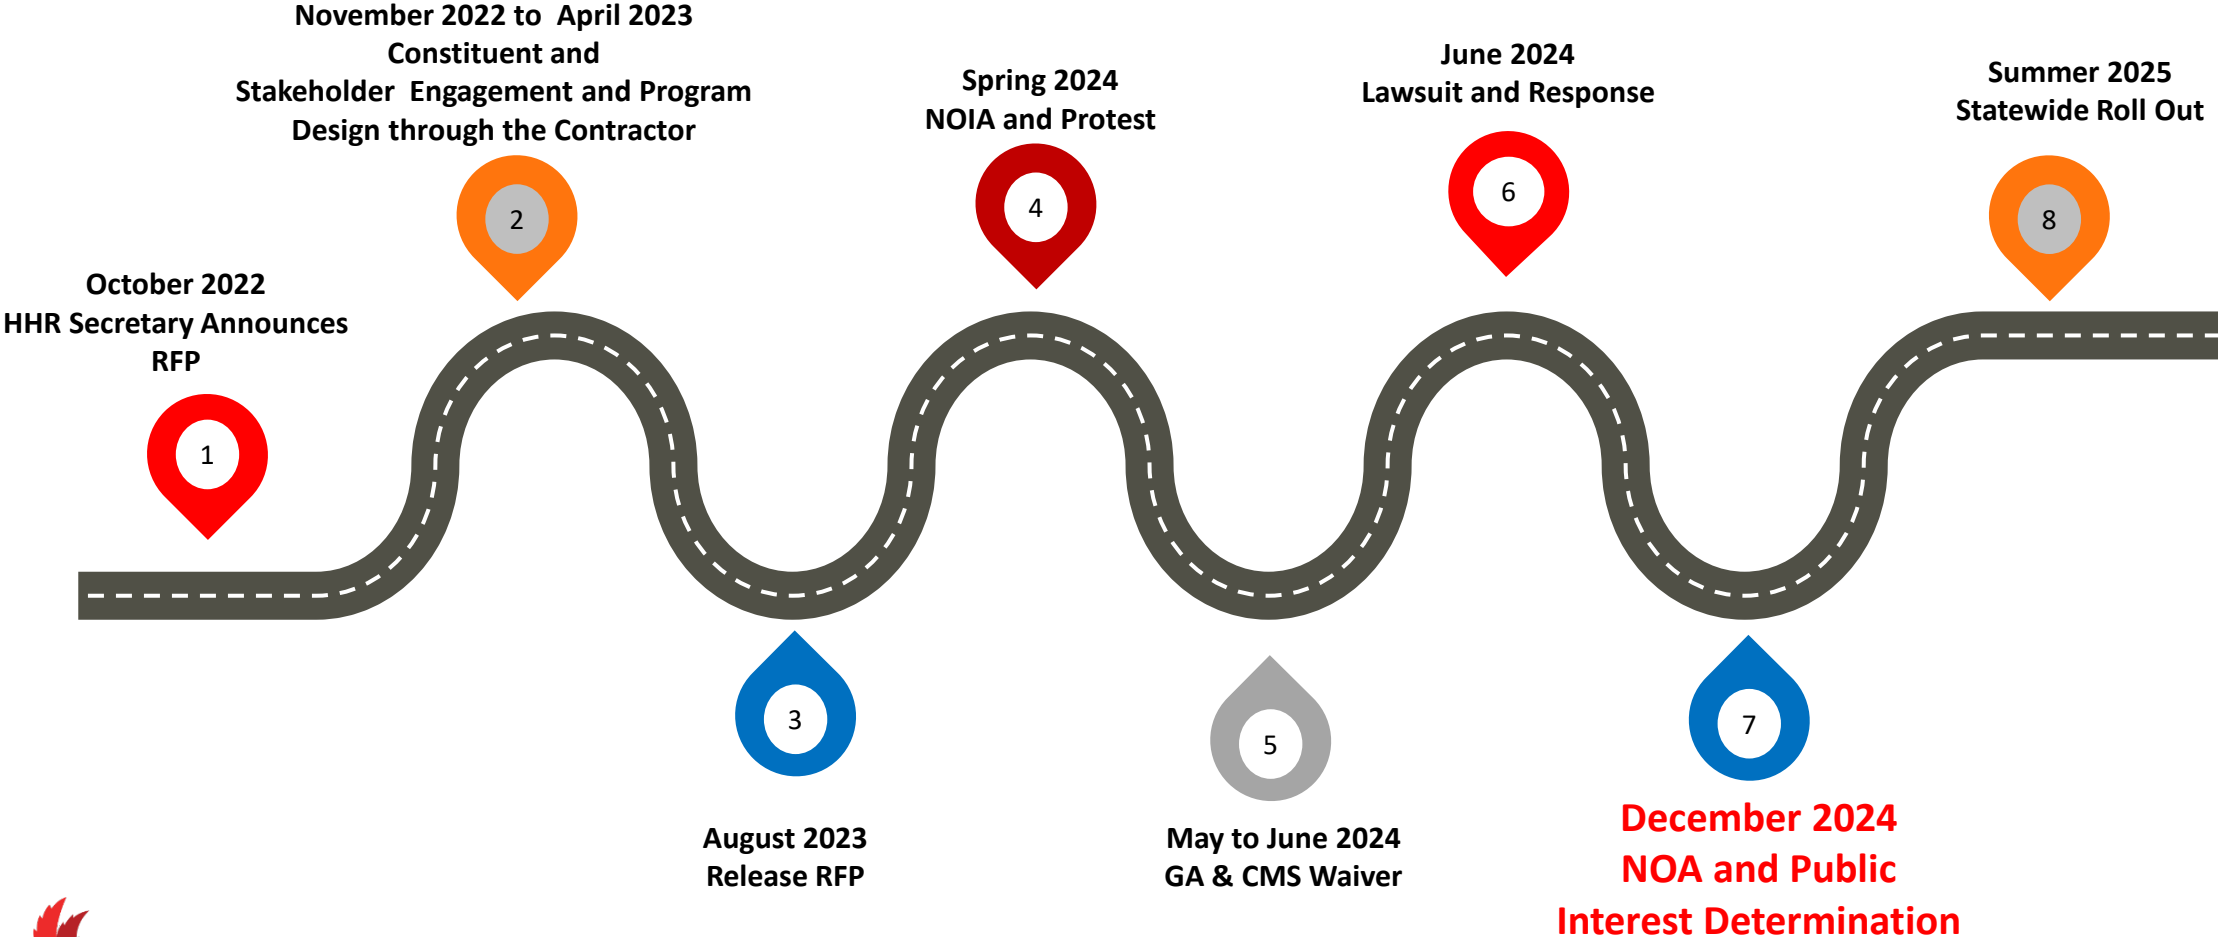 October 2022
HHR Secretary Announces
RFP
1
November 2022 to  April 2023
Constituent and
Stakeholder  Engagement and Program
Design through the Contractor
2
3
August 2023
Release RFP
Spring 2024
NOIA and Protest
4
5
May to June 2024
GA & CMS Waiver
June 2024
Lawsuit and Response
6
7
December 2024
NOA and Public
Interest Determination
Summer 2025
Statewide Roll Out
8